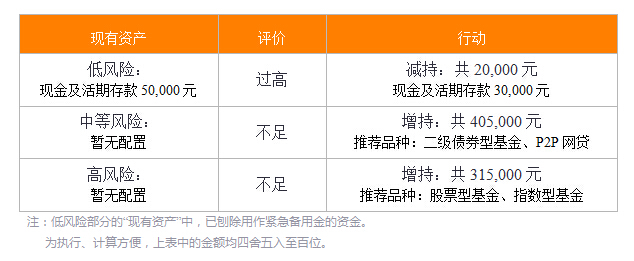 现有资产 评价 行动
低风险： 过高 减持：共 20,000 元
现金及活期存款 50,000 元 现金及活期存款 30,000 元
中等风险： 不足 增持：共 405,000 元
暂无配置 推荐品种：二级债券型基金、P2P 网贷
高风险： 不足 增持：共 315,000 元
暂无配置 推荐品种：股票型基金、指数型基金
注：低风险部分的“现有资产”中，已刨除用作紧急备用金的资金。
为执行、计算方便，上表中的金额均四舍五入至百位。